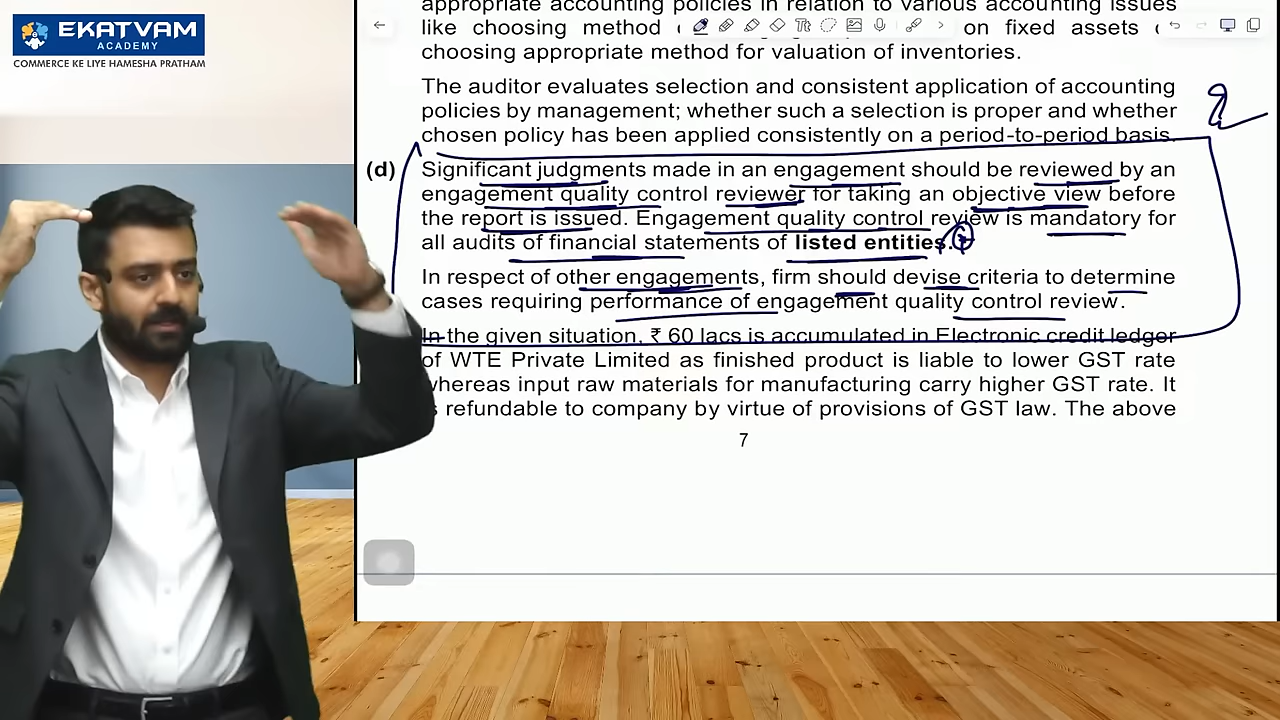 EKATVAM
ACADEMY
COMMERCE KE LIYE HAMESHA PRATHAM
appropriate accounting policies in relation to various accounting issues
like choosing method on fixed assets
choosing appropriate method for valuation of inventories.
The auditor evaluates selection and consistent application of accounting
policies by management; whether such a selection is proper and whether
chosen policy has been applied consistently on a period-to-period basis.
(d) Significant judgments made in an engagement should be reviewed by an
engagement quality control reviewer for taking an objective view before
the report is issued. Engagement quality control review is mandatory for
all audits of financial statements of listed entities.
In respect of other engagements, firm should devise criteria to determine
cases requiring performance of engagement quality control review.
In the given situation, ₹ 60 lacs is accumulated in Electronic credit ledger
of WTE Private Limited as finished product is liable to lower GST rate
whereas input raw materials for manufacturing carry higher GST rate. It
refundable to company by virtue of provisions of GST law. The above
7